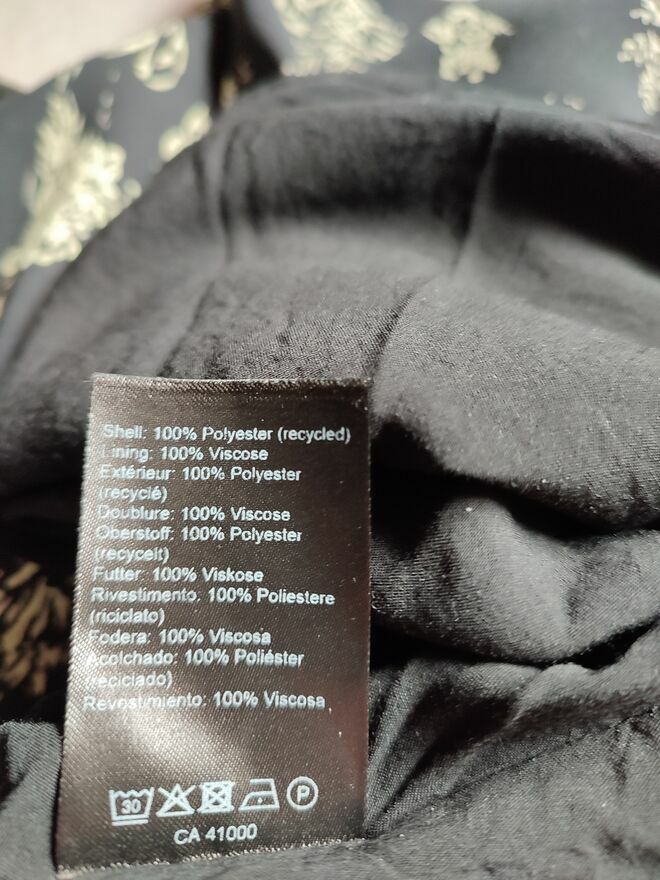 Shell: 100% Polyester (recycled)
Lining: 100% Viscose
Extérieur: 100% Polyester
(recyclé)
Doublure: 100% Viscose
Oberstoff: 100% Polyester
(recycelt)
Futter: 100% Viskose
Rivestimento: 100% Poliestere
(riciclato)
Fodera: 100% Viscosa
Acolchado: 100% Poliéster
(reciclado)
Revestimiento: 100% Viscosa
30 P
CA 41000